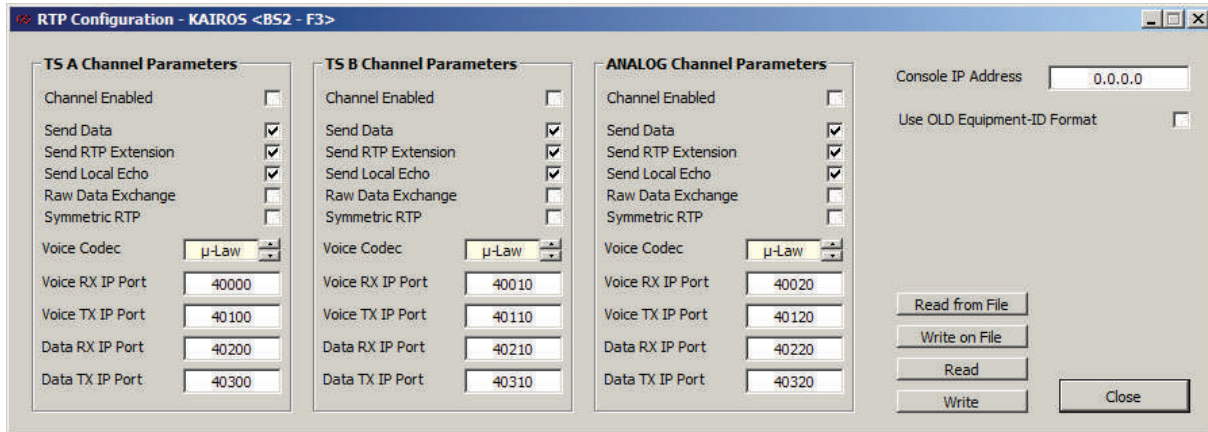 RTP Configuration - KAIROS <BS2 - F3>
TS A Channel Parameters
Channel Enabled
Send Data
Send RTP Extension
Send Local Echo
Raw Data Exchange
Symmetric RTP
Voice Codec µ-Law
Voice RX IP Port 40000
Voice TX IP Port 40100
Data RX IP Port 40200
Data TX IP Port 40300
TS B Channel Parameters
Channel Enabled
Send Data
Send RTP Extension
Send Local Echo
Raw Data Exchange
Symmetric RTP
Voice Codec µ-Law
Voice RX IP Port 40010
Voice TX IP Port 40110
Data RX IP Port 40210
Data TX IP Port 40310
ANALOG Channel Parameters
Channel Enabled
Send Data
Send RTP Extension
Send Local Echo
Raw Data Exchange
Symmetric RTP
Voice Codec µ-Law
Voice RX IP Port 40020
Voice TX IP Port 40120
Data RX IP Port 40220
Data TX IP Port 40320
Console IP Address 0.0.0.0
Use OLD Equipment-ID Format
Read from File
Write on File
Read
Write
Close